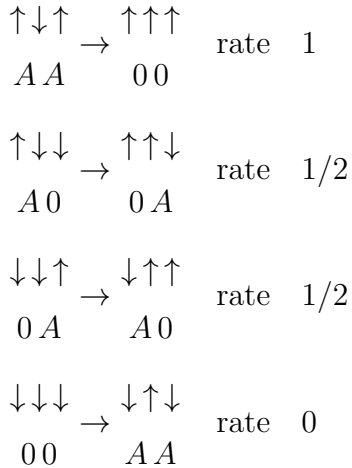 ↑↓↑ → ↑↑↑ rate 1
A A 0 0
↑↓↓ → ↑↑↓ rate 1/2
A 0 0 A
↓↓↑ → ↓↑↑ rate 1/2
0 A A 0
↓↓↓ → ↓↑↓ rate 0
0 0 A A